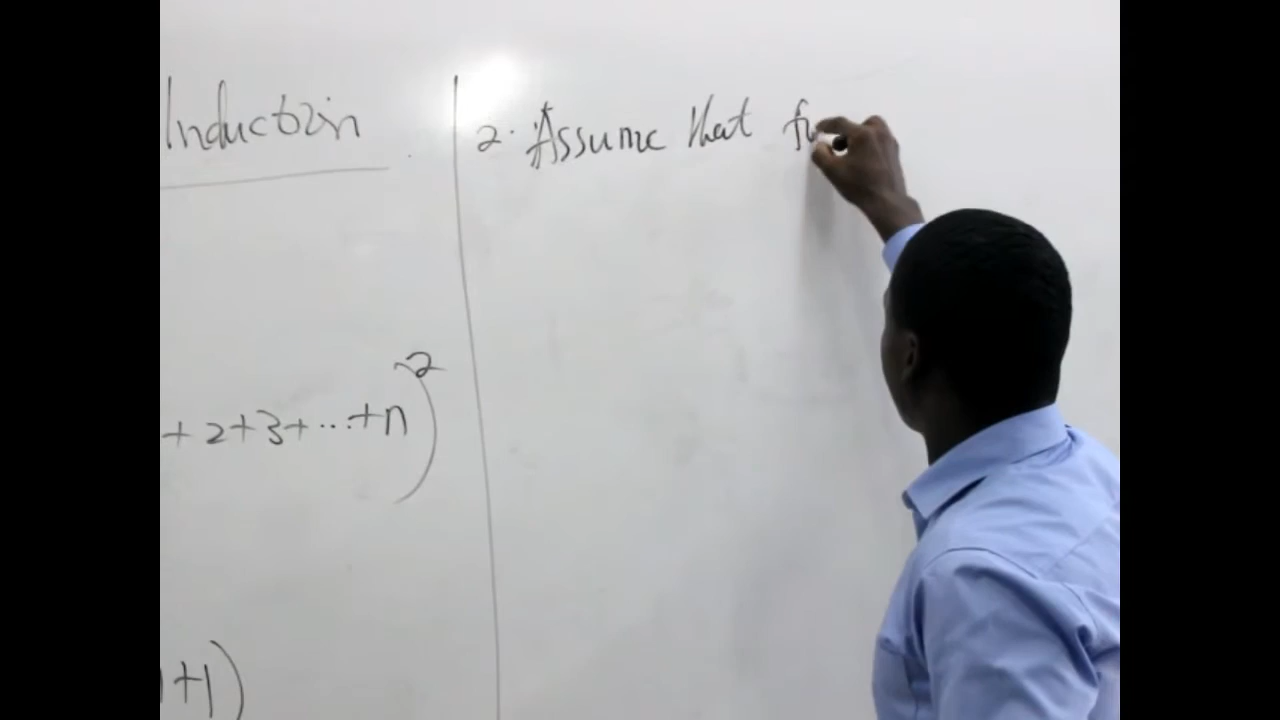 Induction
+ 2+3+...+n)²
+1)
2. Assume that